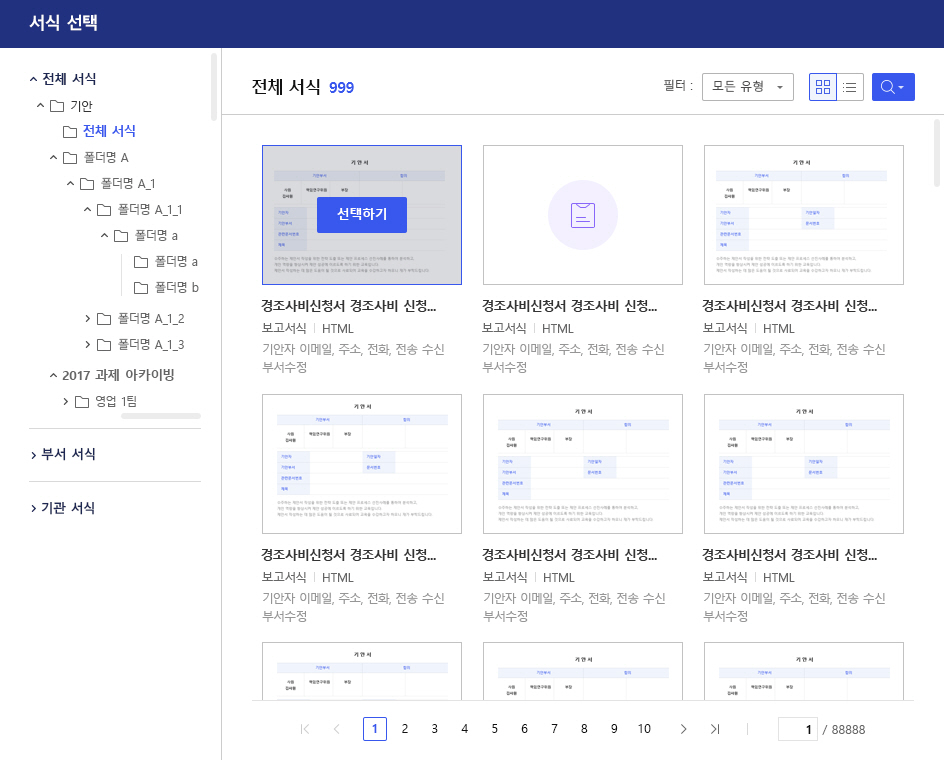 서식 선택
전체 서식
기안
전체 서식
폴더명 A
폴더명 A_1
폴더명 A_1_1
폴더명 a
폴더명 a
폴더명 b
폴더명 A_1_2
폴더명 A_1_3
2017 과제 아카이빙
영업 1팀
부서 서식
기관 서식
전체 서식 999
필터 : 모든 유형
기 안 서
선택하기
경조사비신청서 경조사비 신청...
보고서식 HTML
기안자 이메일, 주소, 전화, 전송 수신
부서수정
경조사비신청서 경조사비 신청...
보고서식 HTML
기안자 이메일, 주소, 전화, 전송 수신
부서수정
기 안 서
경조사비신청서 경조사비 신청...
보고서식 HTML
기안자 이메일, 주소, 전화, 전송 수신
부서수정
기 안 서
경조사비신청서 경조사비 신청...
보고서식 HTML
기안자 이메일, 주소, 전화, 전송 수신
부서수정
기 안 서
경조사비신청서 경조사비 신청...
보고서식 HTML
기안자 이메일, 주소, 전화, 전송 수신
부서수정
기 안 서
경조사비신청서 경조사비 신청...
보고서식 HTML
기안자 이메일, 주소, 전화, 전송 수신
부서수정
기 안 서
기 안 서
기 안 서
1 2 3 4 5 6 7 8 9 10
1 / 88888